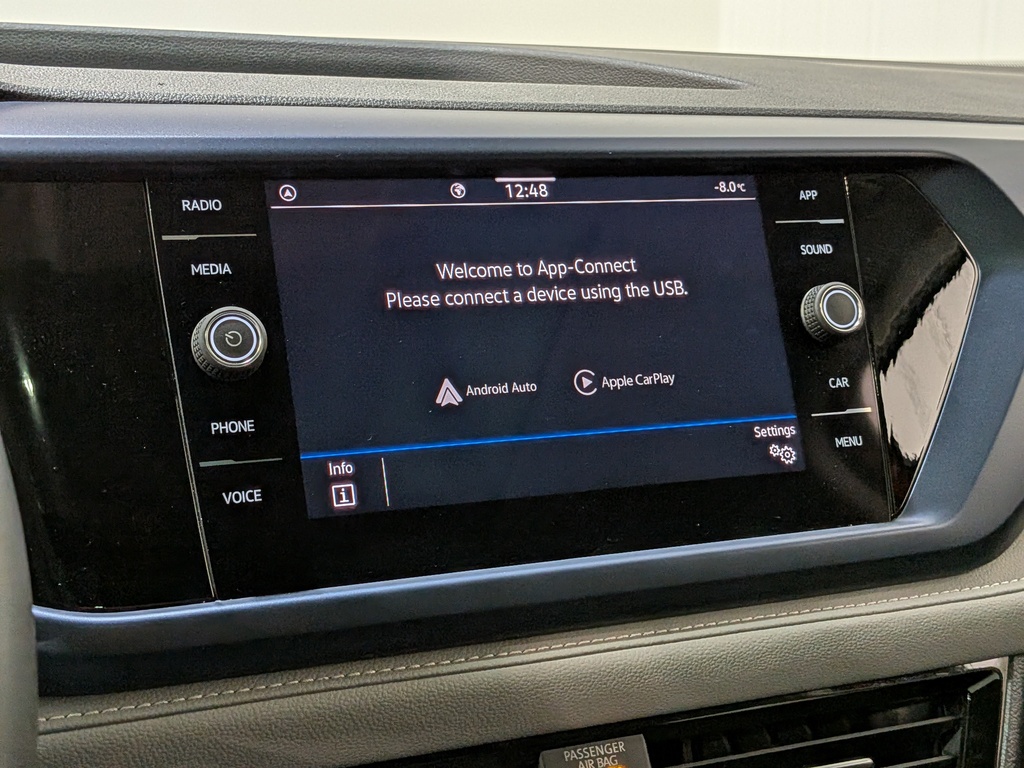 RADIO
MEDIA
PHONE
VOICE
12:48
-8.0°C
Welcome to App-Connect
Please connect a device using the USB.
Android Auto
Apple CarPlay
Info
i
Settings
APP
SOUND
CAR
MENU
PASSENGER
AIR BAG